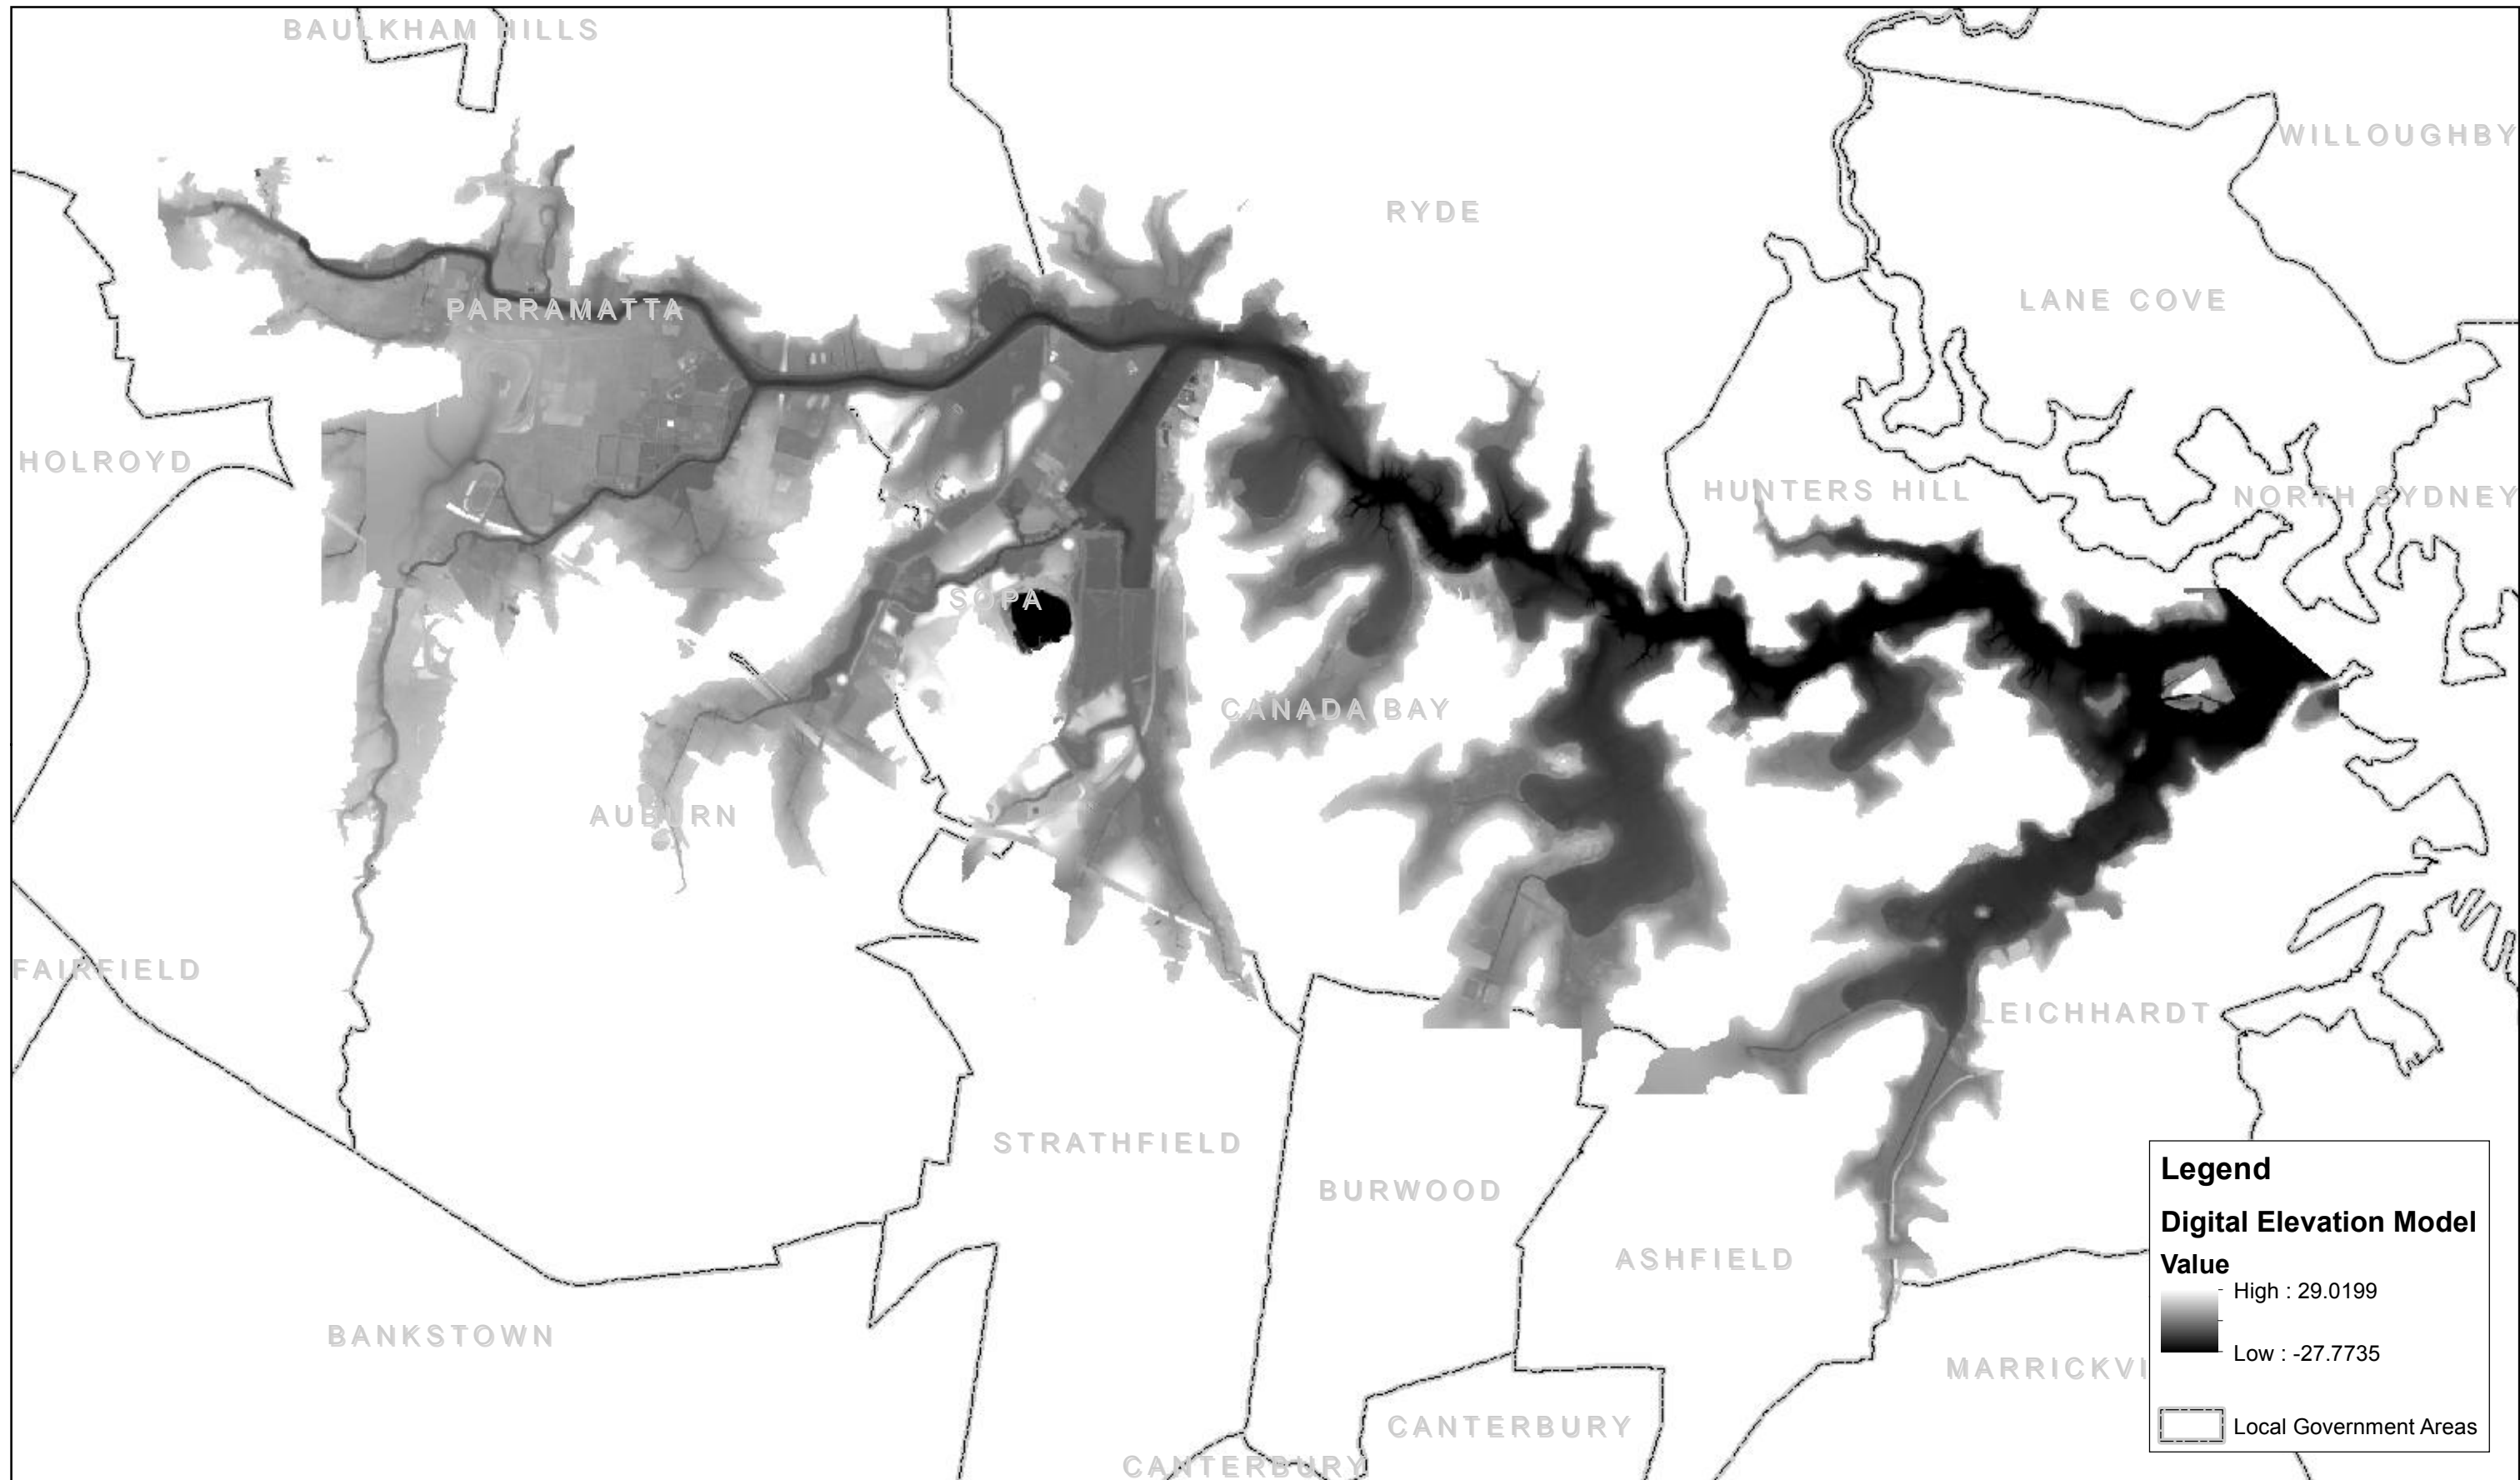 BAULKHAM HILLS
WILLOUGHBY
RYDE
LANE COVE
PARRAMATTA
HOLROYD
HUNTERS HILL
NORTH SYDNEY
SOPA
CANADA BAY
AUBURN
FAIRFIELD
LEICHHARDT
STRATHFIELD
BURWOOD
ASHFIELD
BANKSTOWN
MARRICKVI
CANTERBURY
CANTERBURY
Legend
Digital Elevation Model
Value
High : 29.0199
Low : -27.7735
Local Government Areas